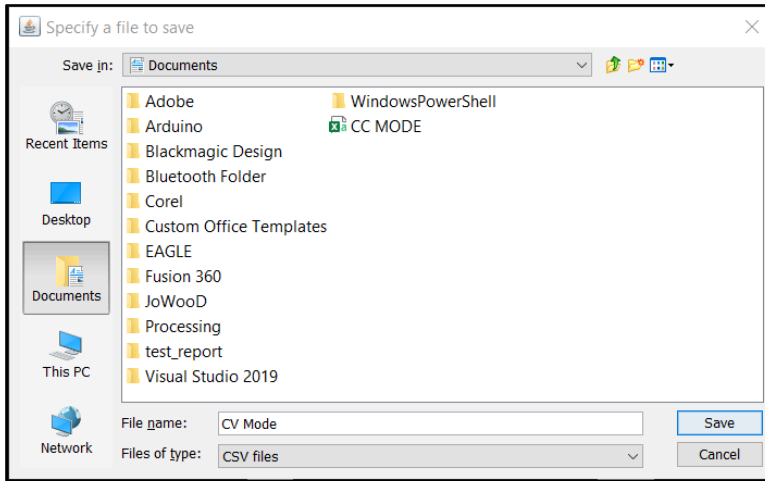 Specify a file to save
Save in: Documents
Recent Items
Desktop
Documents
This PC
Network
Adobe
Arduino
Blackmagic Design
Bluetooth Folder
Corel
Custom Office Templates
EAGLE
Fusion 360
JoWooD
Processing
test_report
Visual Studio 2019
WindowsPowerShell
CC MODE
File name: CV Mode Save
Files of type: CSV files Cancel